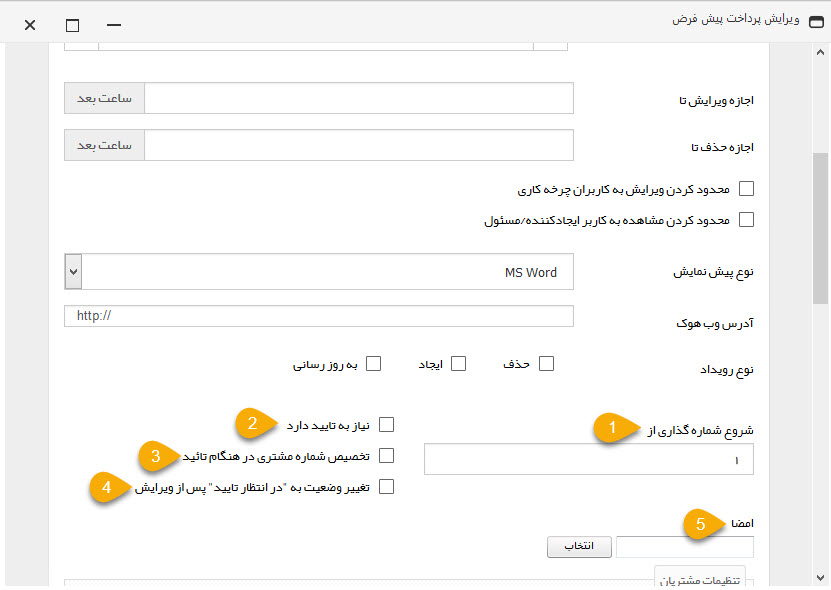 ویرایش پرداخت پیش فرض
اجازه ویرایش تا
ساعت بعد
اجازه حذف تا
ساعت بعد
محدود کردن ویرایش به کاربران چرخه کاری
محدود کردن مشاهده به کاربر ایجادکننده/مسئول
نوع پیش نمایش
MS Word
آدرس وب هوک
http://
نوع رویداد
حذف
ایجاد
به روز رسانی
شروع شماره گذاری از
1
۱
نیاز به تایید دارد
2
تخصیص شماره مشتری در هنگام تائید
3
تغییر وضعیت به "در انتظار تایید" پس از ویرایش
4
امضا
5
انتخاب
تنظیمات مشتریان